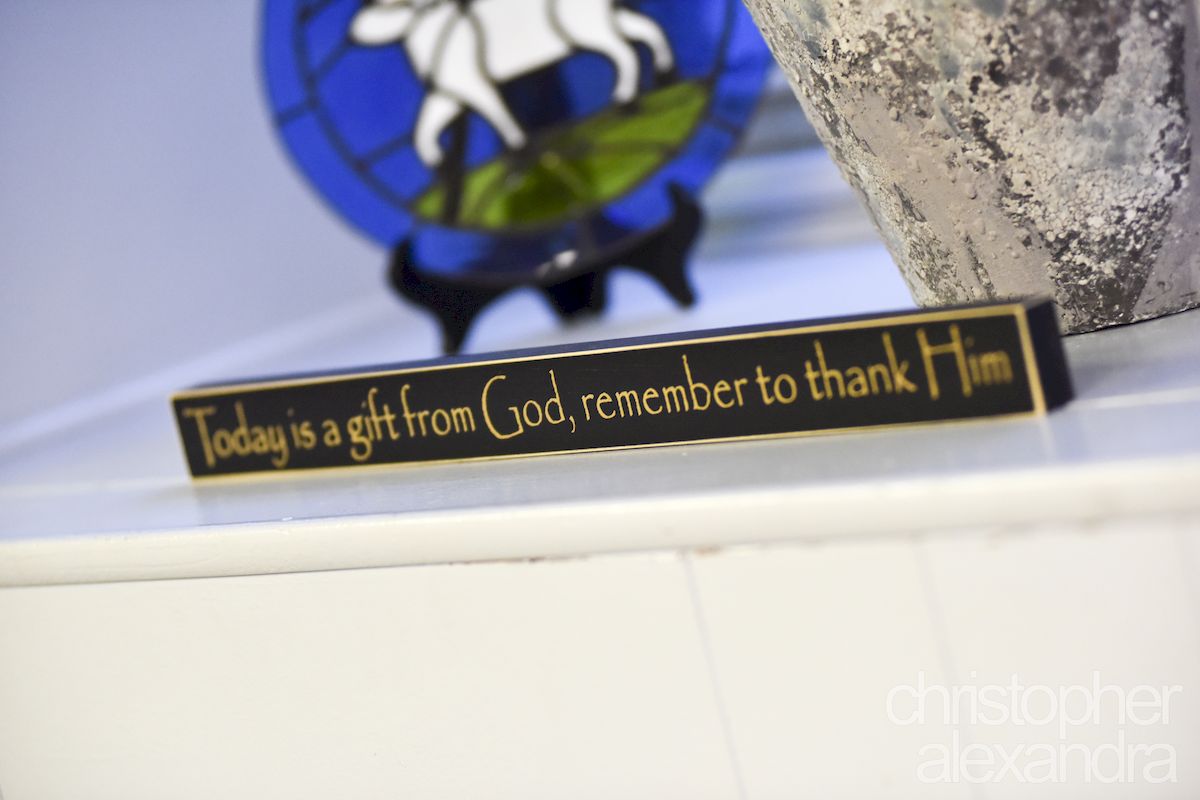 Today is a gift from God, remember to thank Him
christopher
alexandra